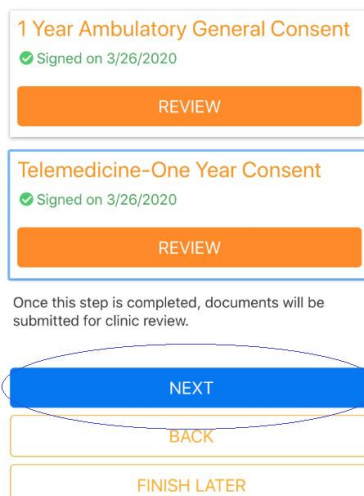 1 Year Ambulatory General Consent
Signed on 3/26/2020
REVIEW
Telemedicine-One Year Consent
Signed on 3/26/2020
REVIEW
Once this step is completed, documents will be
submitted for clinic review.
NEXT
BACK
FINISH LATER